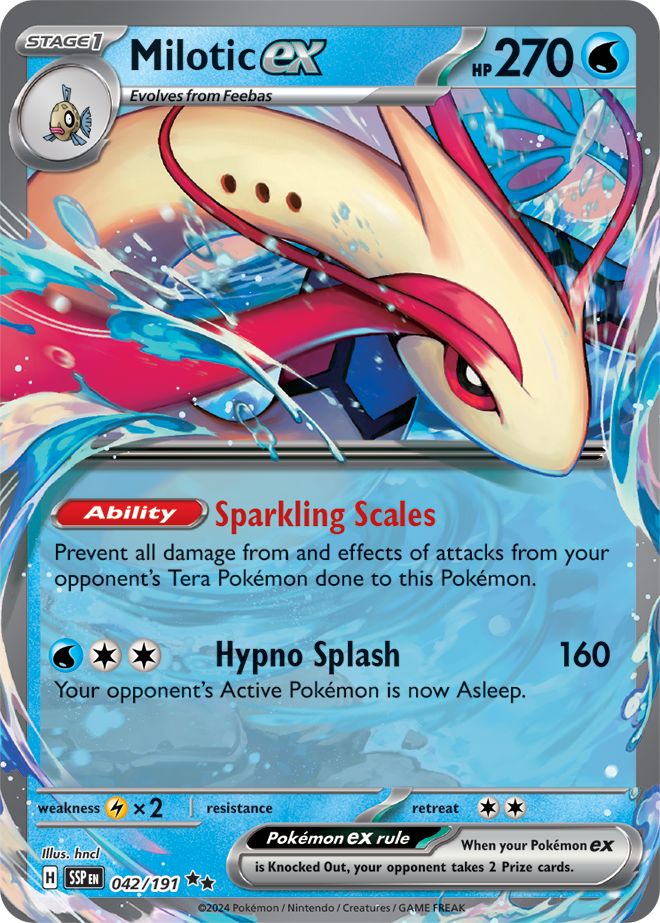 STAGE 1
Milotic ex HP 270
Evolves from Feebas
Ability Sparkling Scales
Prevent all damage from and effects of attacks from your
opponent's Tera Pokémon done to this Pokémon.
Hypno Splash 160
Your opponent's Active Pokémon is now Asleep.
weakness ×2 resistance retreat
Illus. hncl
Pokémon ex rule When your Pokémon ex
is Knocked Out, your opponent takes 2 Prize cards.
H SSP EN 042/191
©2024 Pokémon / Nintendo / Creatures / GAME FREAK